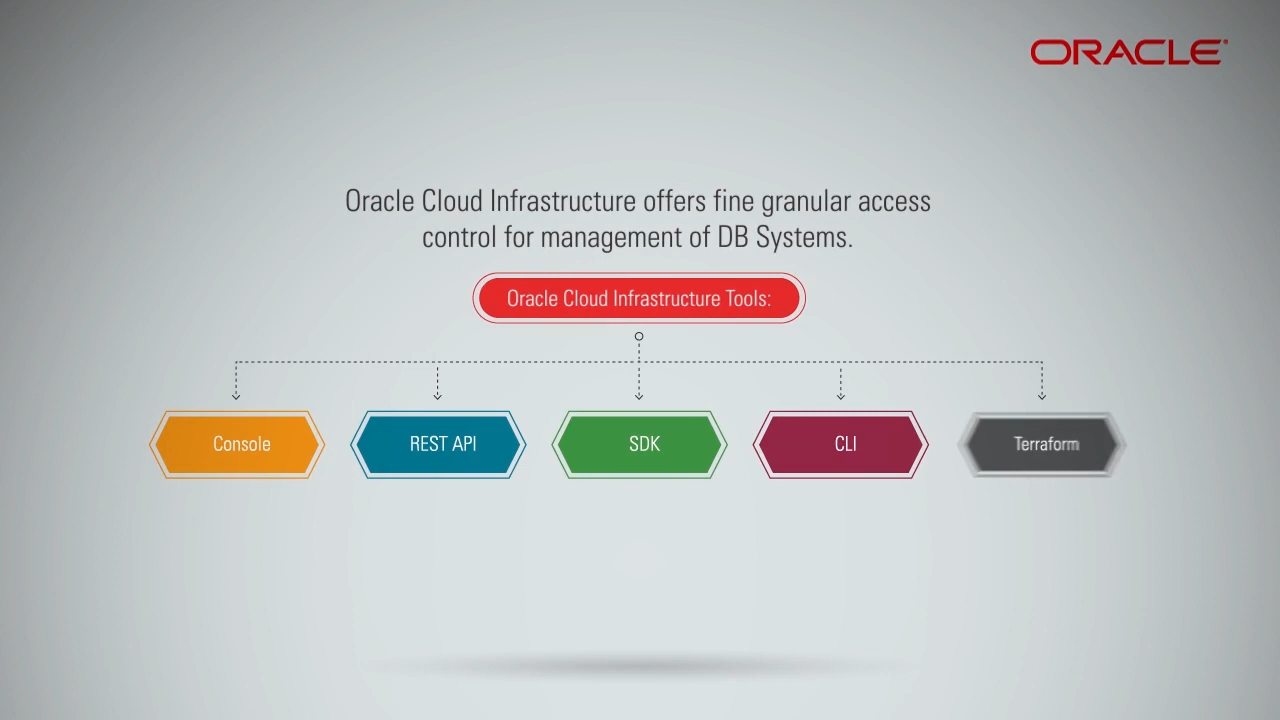 ORACLE
Oracle Cloud Infrastructure offers fine granular access
control for management of DB Systems.
Oracle Cloud Infrastructure Tools:
Console
REST API
SDK
CLI
Terraform